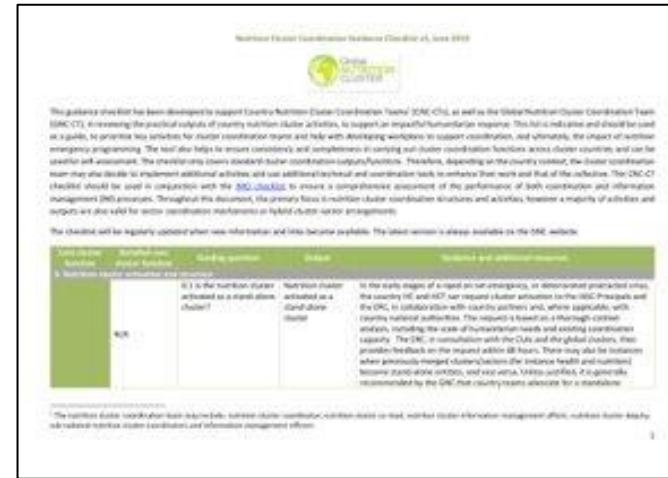 Nutrition Cluster Coordination Guidance Checklist v1, June 2019
Global
NUTRITION
CLUSTER
This guidance checklist has been developed to support Country Nutrition Cluster Coordination Teams¹ (CNC-CTs), as well as the Global Nutrition Cluster Coordination Team
(GNC-CT), in reviewing the practical outputs of country nutrition cluster activities, to support an impactful humanitarian response. This list is indicative and should be used
as a guide, to prioritise key activities for cluster coordination teams and help with developing workplans to support coordination, and ultimately, the impact of nutrition
emergency programming. The tool also helps to ensure consistency and completeness in carrying out cluster coordination functions across cluster countries and can be
used for self-assessment. The checklist only covers standard cluster coordination outputs/functions. Therefore, depending on the country context, the cluster coordination
team may also decide to implement additional activities and use additional technical and coordination tools to enhance their work and that of the collective. This CNC-CT
checklist should be used in conjunction with the IMO checklist to ensure a comprehensive assessment of the performance of both coordination and information
management (IM) processes. Throughout this document, the primary focus is nutrition cluster coordination structures and activities, however a majority of activities and
outputs are also valid for sector coordination mechanisms or hybrid cluster-sector arrangements.
The checklist will be regularly updated when new information and links become available. The latest version is always available on the GNC website.
Core cluster function
Detailed core cluster function
Guiding question
Output
Guidance and additional resources
0. Nutrition cluster activation and structure
N/A
0.1 Is the nutrition cluster
activated as a stand-alone
cluster?
Nutrition cluster
activated as a
stand-alone
cluster
In the early stages of a rapid on-set emergency, or deteriorated protracted crisis,
the country HC and HCT can request cluster activation to the IASC Principals and
the ERC, in collaboration with country partners and, where applicable, with
country national authorities. The request is based on a thorough context
analysis, including the scale of humanitarian needs and existing coordination
capacity. The ERC, in consultation with the CLAs and the global clusters, then
provides feedback on the request within 48 hours. There may also be instances
where previously merged clusters/sectors (for instance health and nutrition)
become stand-alone entities, and vice versa. Unless justified, it is generally
recommended by the GNC that country teams advocate for a standalone
¹ The nutrition cluster coordination team may include: nutrition cluster coordinator, nutrition cluster co-lead, nutrition cluster information management officer, nutrition cluster deputy,
sub-national nutrition cluster coordinators and information management officers
1